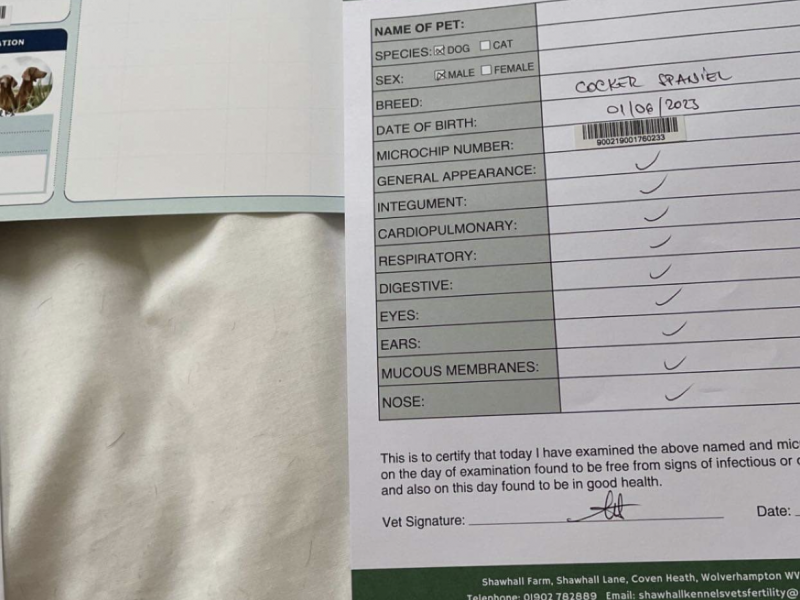 TION
NAME OF PET:
SPECIES: DOG CAT
SEX: MALE FEMALE
BREED: COCKER SPANIEL
DATE OF BIRTH: 01/06/2023
MICROCHIP NUMBER: 900219001760233
GENERAL APPEARANCE:
INTEGUMENT:
CARDIOPULMONARY:
RESPIRATORY:
DIGESTIVE:
EYES:
EARS:
MUCOUS MEMBRANES:
NOSE:
This is to certify that today I have examined the above named and mic
on the day of examination found to be free from signs of infectious or
and also on this day found to be in good health.
Vet Signature: Date:
Shawhall Farm, Shawhall Lane, Coven Heath, Wolverhampton WV
Telephone: 01902 782889 Email: shawhallkennelsvetsfertility@